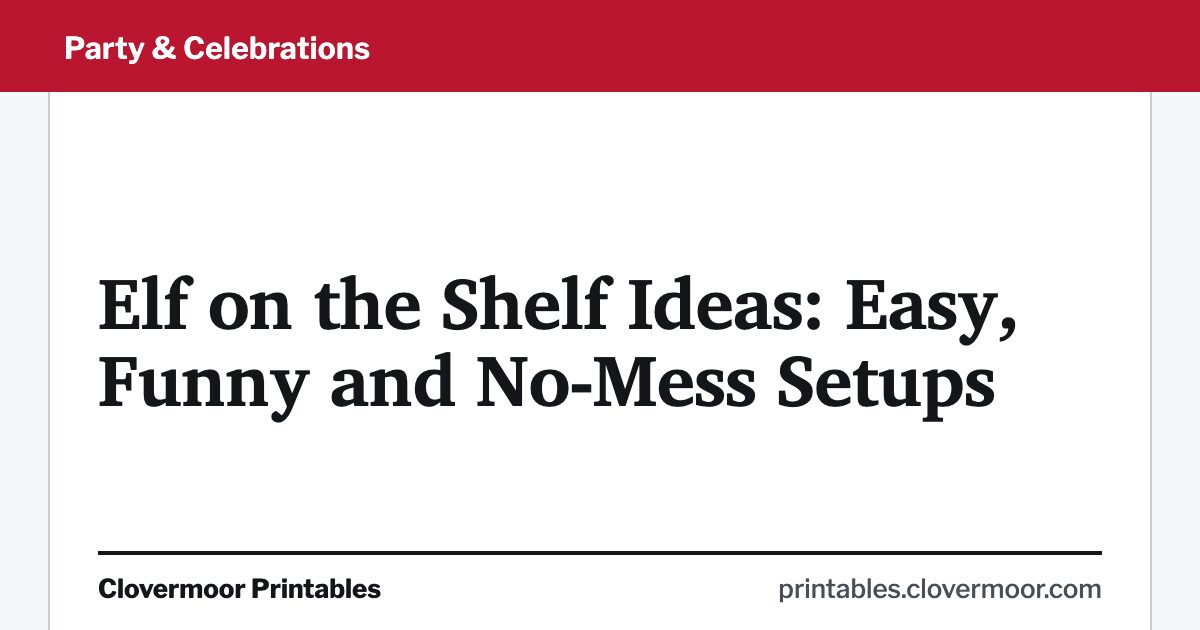 Party & Celebrations
Elf on the Shelf Ideas: Easy,
Funny and No-Mess Setups
Clovermoor Printables
printables.clovermoor.com